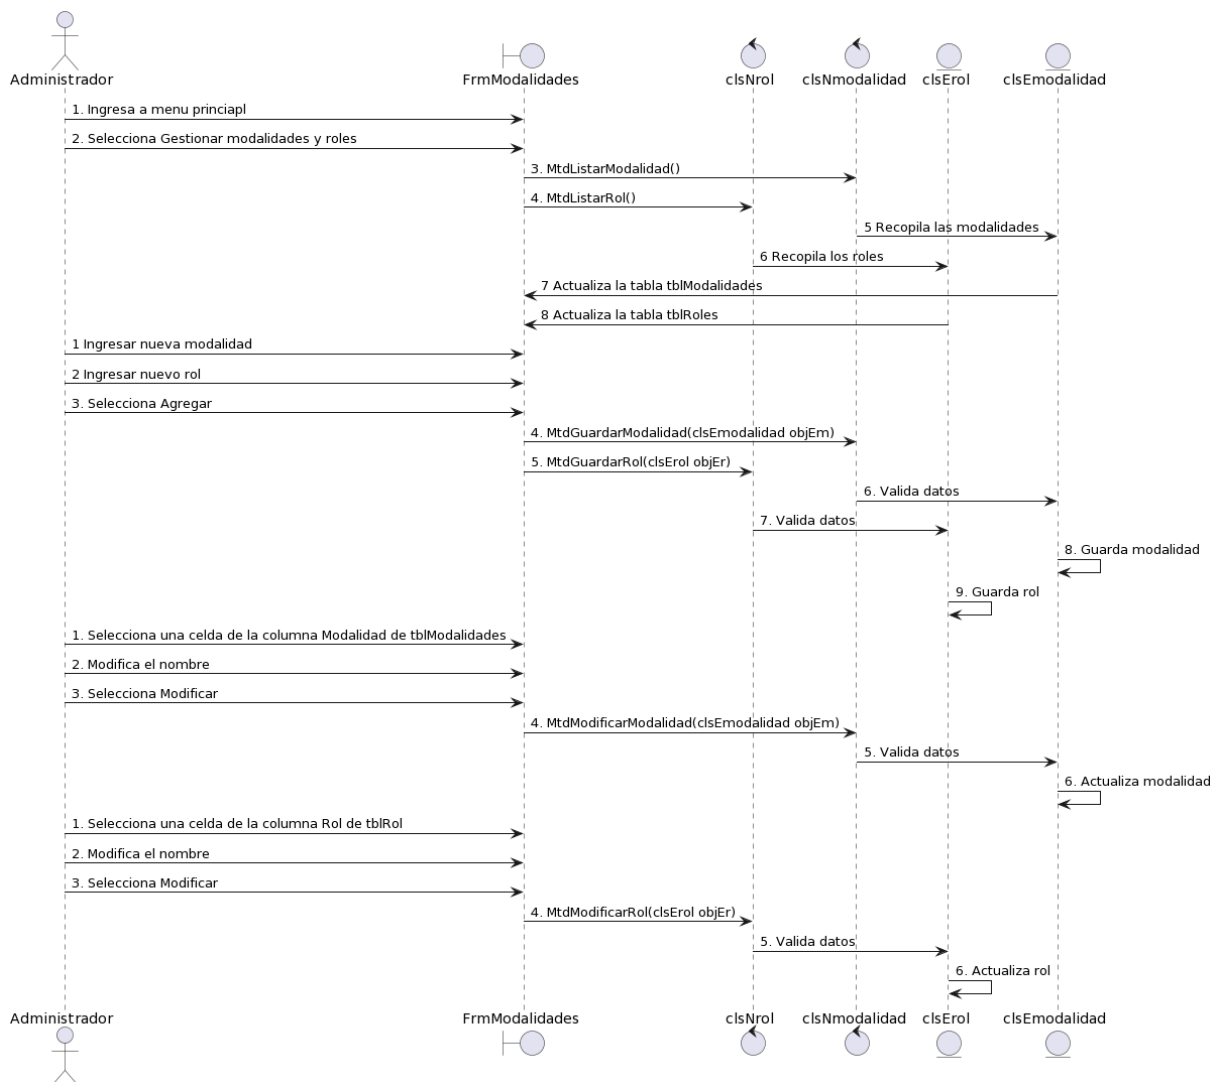 Administrador
FrmModalidades
clsNrol
clsNmodalidad
clsErol
clsEmodalidad
1. Ingresa a menu princiapl
2. Selecciona Gestionar modalidades y roles
3. MtdListarModalidad()
4. MtdListarRol()
5 Recopila las modalidades
6 Recopila los roles
7 Actualiza la tabla tblModalidades
8 Actualiza la tabla tblRoles
1 Ingresar nueva modalidad
2 Ingresar nuevo rol
3. Selecciona Agregar
4. MtdGuardarModalidad(clsEmodalidad objEm)
5. MtdGuardarRol(clsErol objEr)
6. Valida datos
7. Valida datos
8. Guarda modalidad
9. Guarda rol
1. Selecciona una celda de la columna Modalidad de tblModalidades
2. Modifica el nombre
3. Selecciona Modificar
4. MtdModificarModalidad(clsEmodalidad objEm)
5. Valida datos
6. Actualiza modalidad
1. Selecciona una celda de la columna Rol de tblRol
2. Modifica el nombre
3. Selecciona Modificar
4. MtdModificarRol(clsErol objEr)
5. Valida datos
6. Actualiza rol
Administrador
FrmModalidades
clsNrol
clsNmodalidad
clsErol
clsEmodalidad